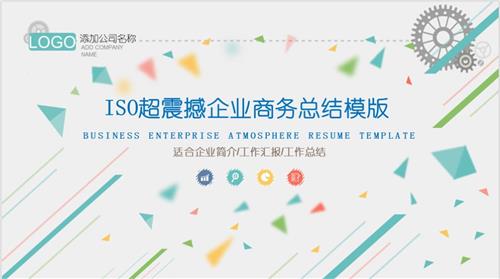 LOGO
添加公司名称
ADD COMPANY
NAME
ISO超震撼企业商务总结模版
BUSINESS ENTERPRISE ATMOSPHERE RESUME TEMPLATE
适合企业简介/工作汇报/工作总结